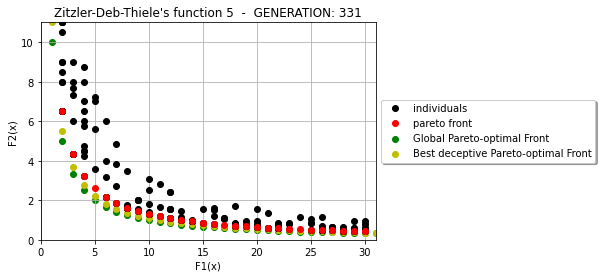 Zitzler-Deb-Thiele's function 5 - GENERATION: 331
10
8
6
4
2
0
F2(x)
0 5 10 15 20 25 30
F1(x)
individuals
pareto front
Global Pareto-optimal Front
Best deceptive Pareto-optimal Front